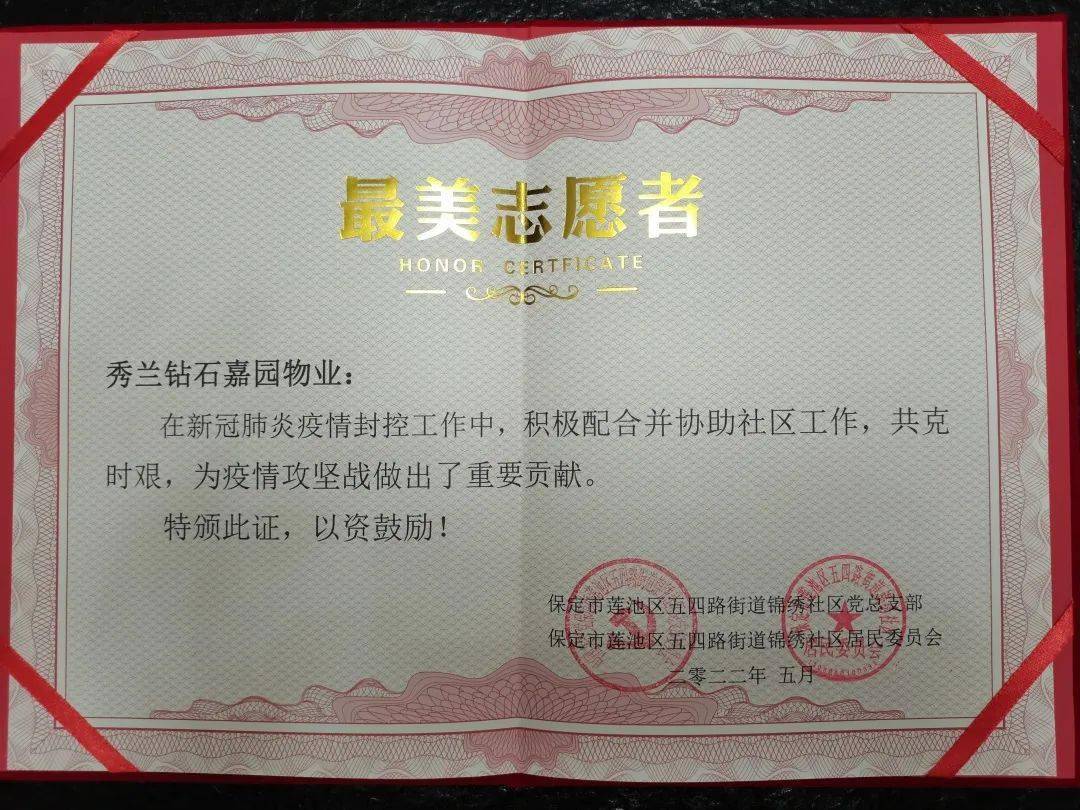 最美志愿者
HONOR CERTFICATE
秀兰钻石嘉园物业：
在新冠肺炎疫情封控工作中，积极配合并协助社区工作，共克
时艰，为疫情攻坚战做出了重要贡献。
特颁此证，以资鼓励！
保定市莲池区五四路街道锦绣社区党总支部
保定市莲池区五四路街道锦绣社区居民委员会
二零二二年 五月
居民委员会